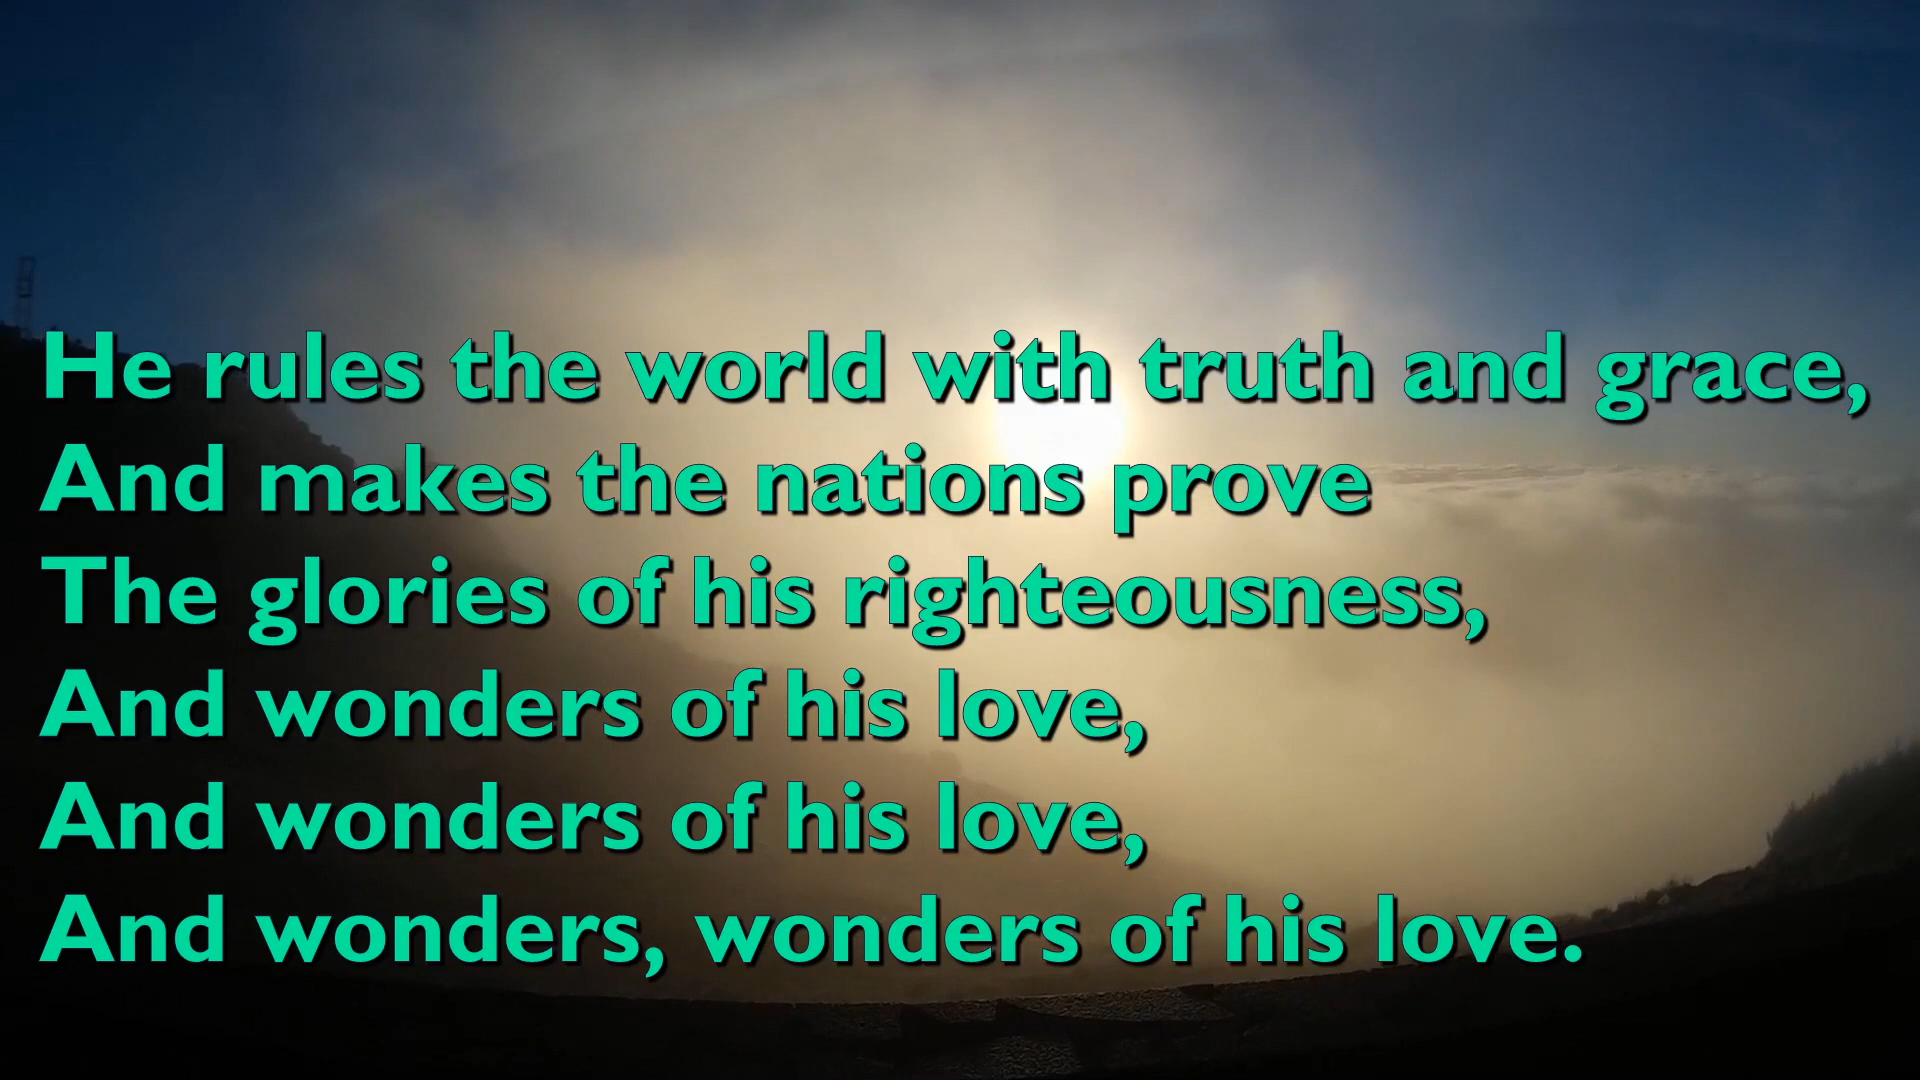 He rules the world with truth and grace,
And makes the nations prove
The glories of his righteousness,
And wonders of his love,
And wonders of his love,
And wonders, wonders of his love.